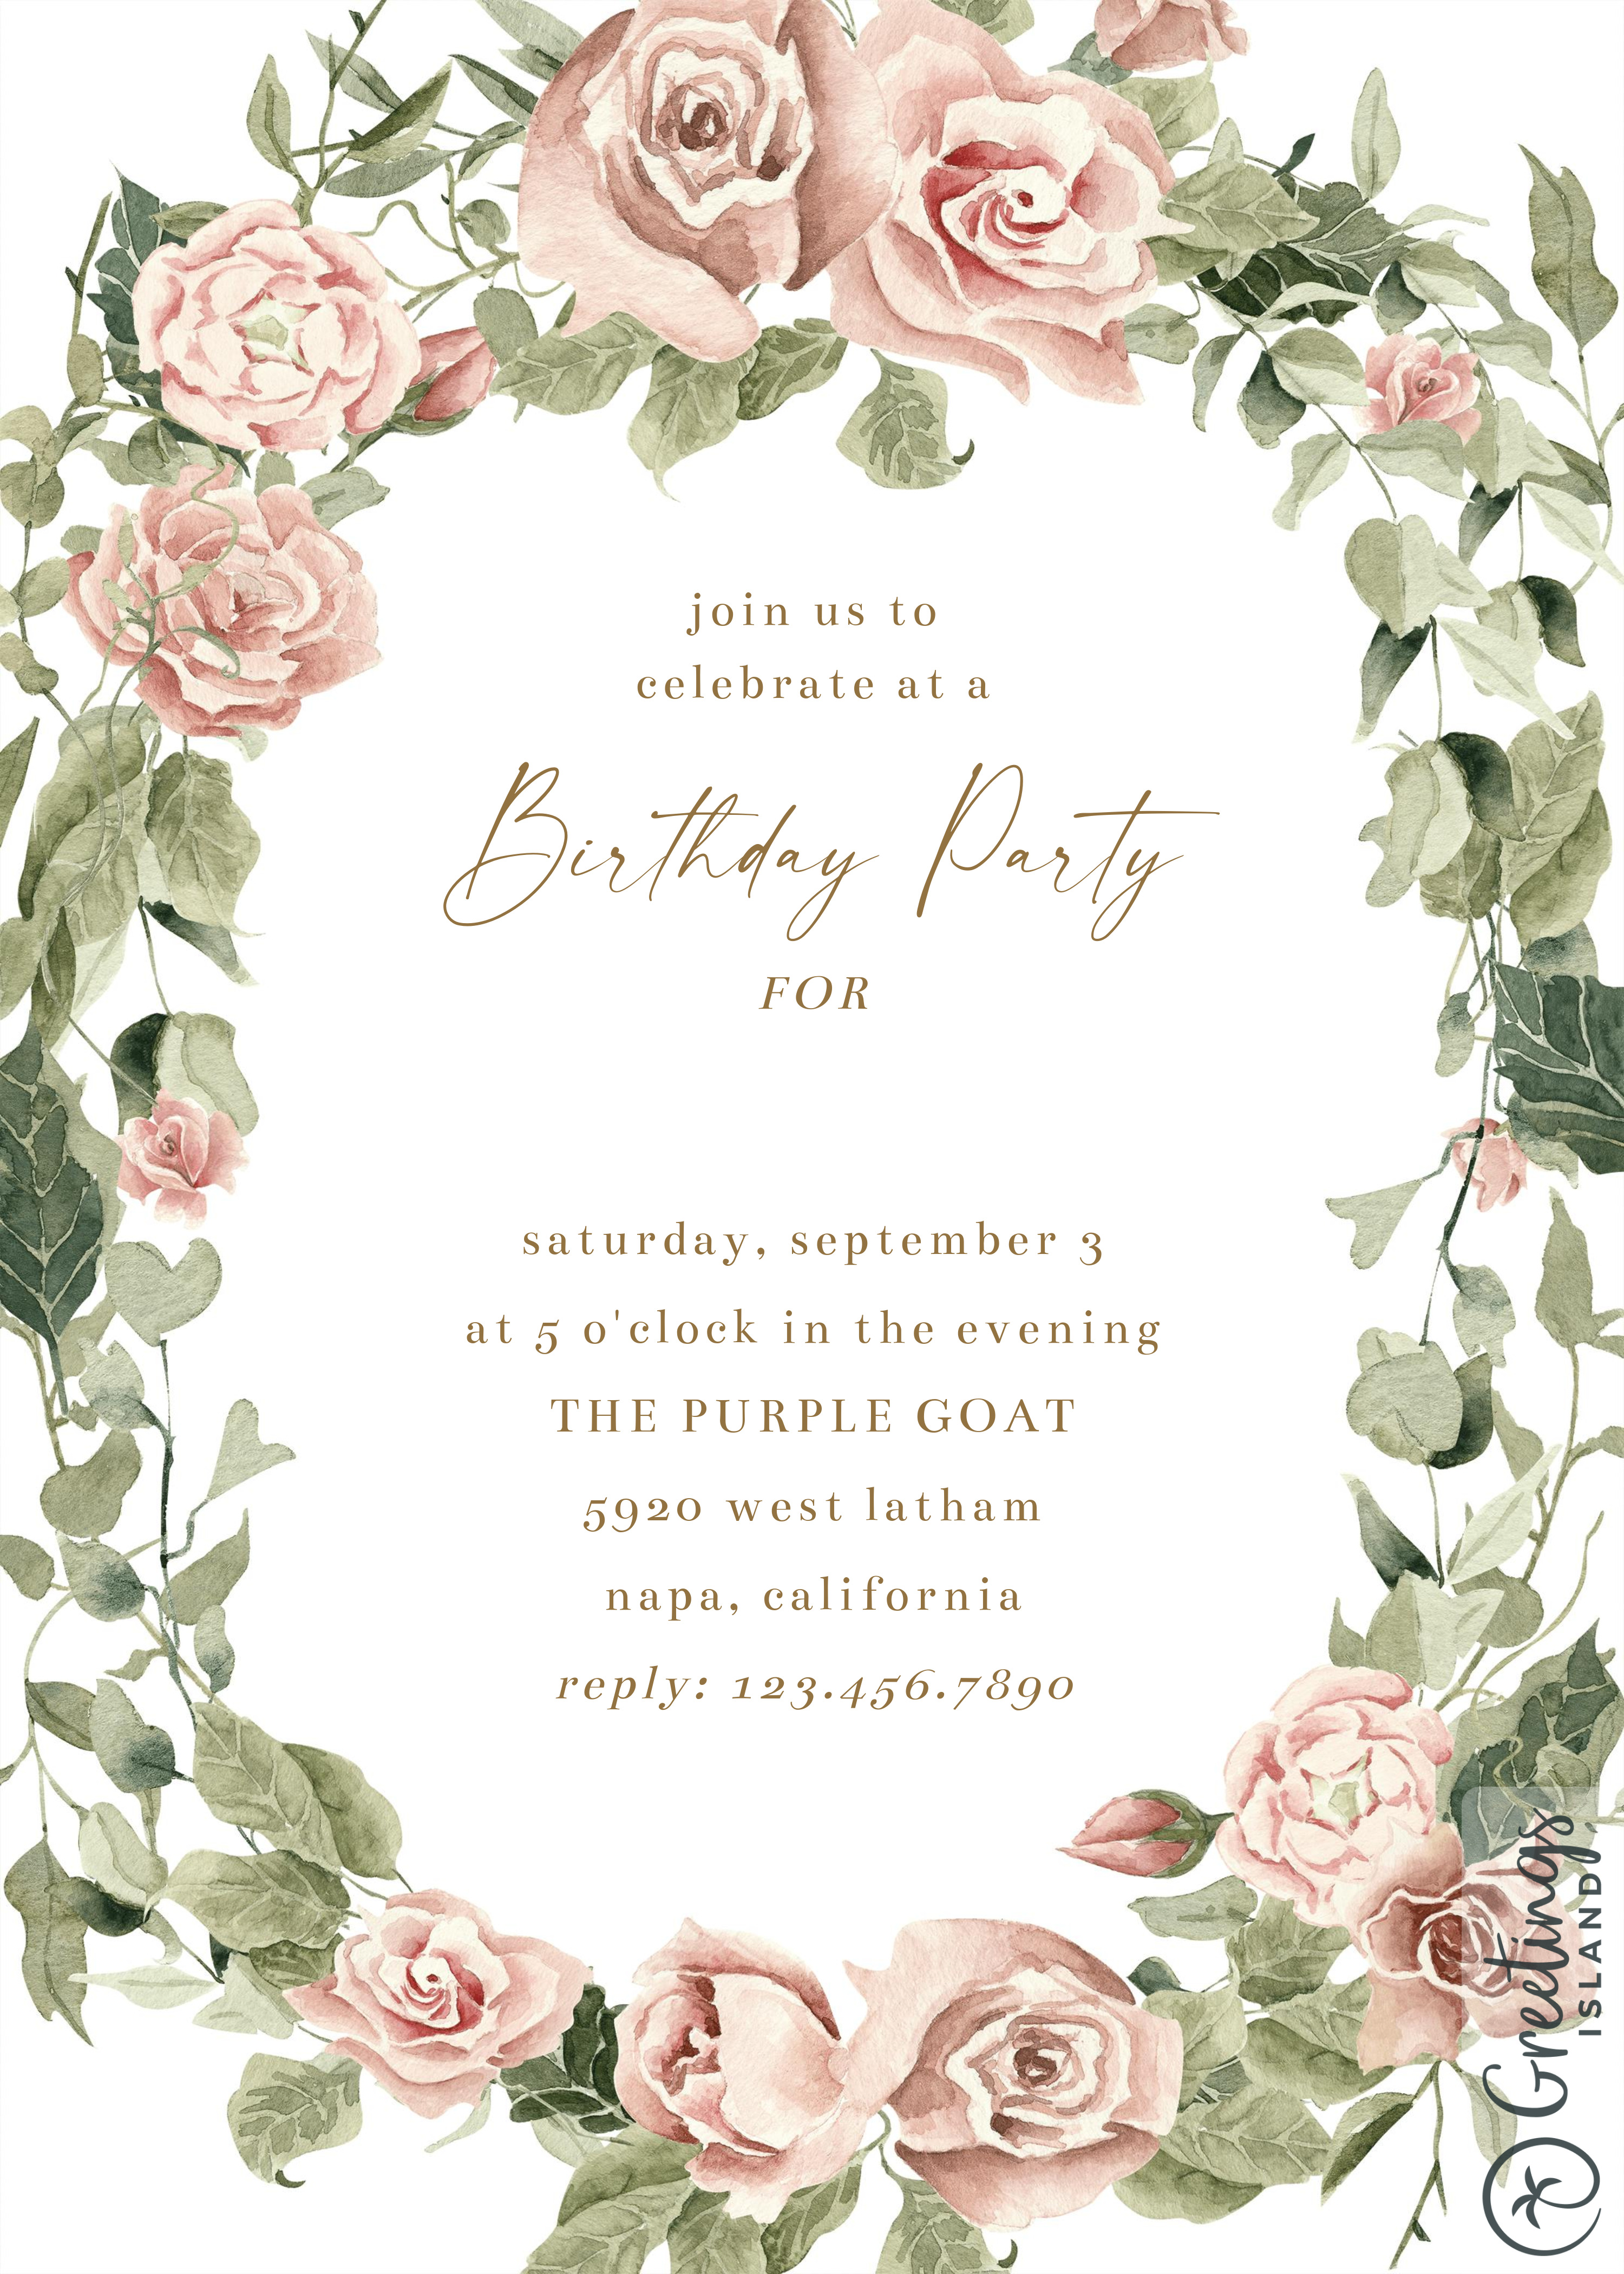 join us to
celebrate at a
Birthday Party
FOR
saturday, september 3
at 5 o'clock in the evening
THE PURPLE GOAT
5920 west latham
napa, california
reply: 123.456.7890
Greetings
ISLAND